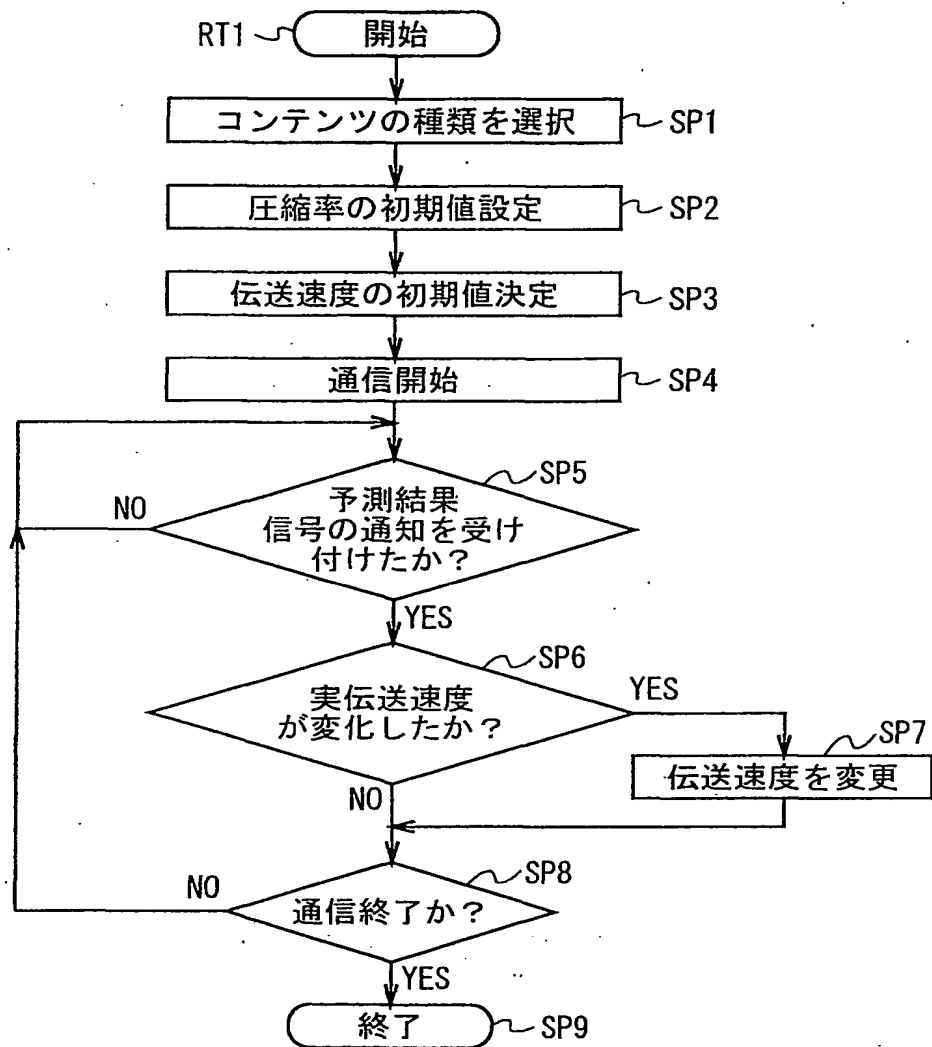 RT1
開始
コンテンツの種類を選択
SP1
圧縮率の初期値設定
SP2
伝送速度の初期値決定
SP3
通信開始
SP4
SP5
予測結果
信号の通知を受け
付けたか?
NO
YES
SP6
実伝送速度
が変化したか?
YES
SP7
伝送速度を変更
NO
SP8
通信終了か?
NO
YES
終了
SP9